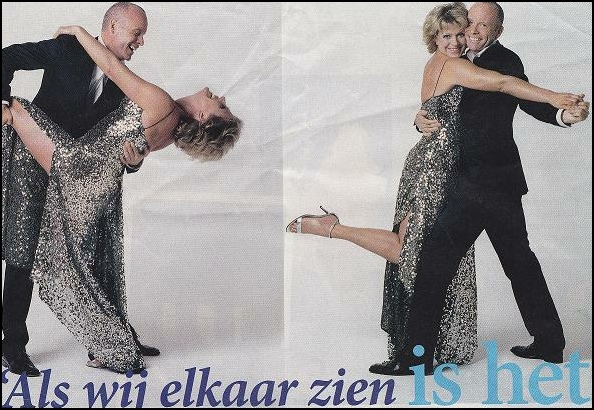 ‘Als wij elkaar zien is het